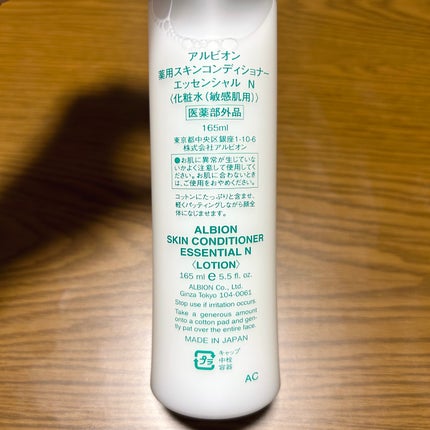 アルビオン
薬用スキンコンディショナー
エッセンシャル N
〈化粧水(敏感肌用)〉
医薬部外品
165ml
東京都中央区銀座1-10-6
株式会社アルビオン
●お肌に異常が生じていな
いかよく注意して使用してく
ださい。お肌に合わないとき
は、ご使用をおやめください。
コットンにたっぷりと含ませ、
軽くパッティングしながら顔全
体になじませます。
ALBION
SKIN CONDITIONER
ESSENTIAL N
〈LOTION〉
165 ml e 5.5 fl. oz.
ALBION Co., Ltd.
Ginza Tokyo 104-0061
Stop use if irritation occurs.
Take a generous amount
onto a cotton pad and gen-
tly pat over the entire face.
MADE IN JAPAN
プラ
キャップ
中栓
容器
AC